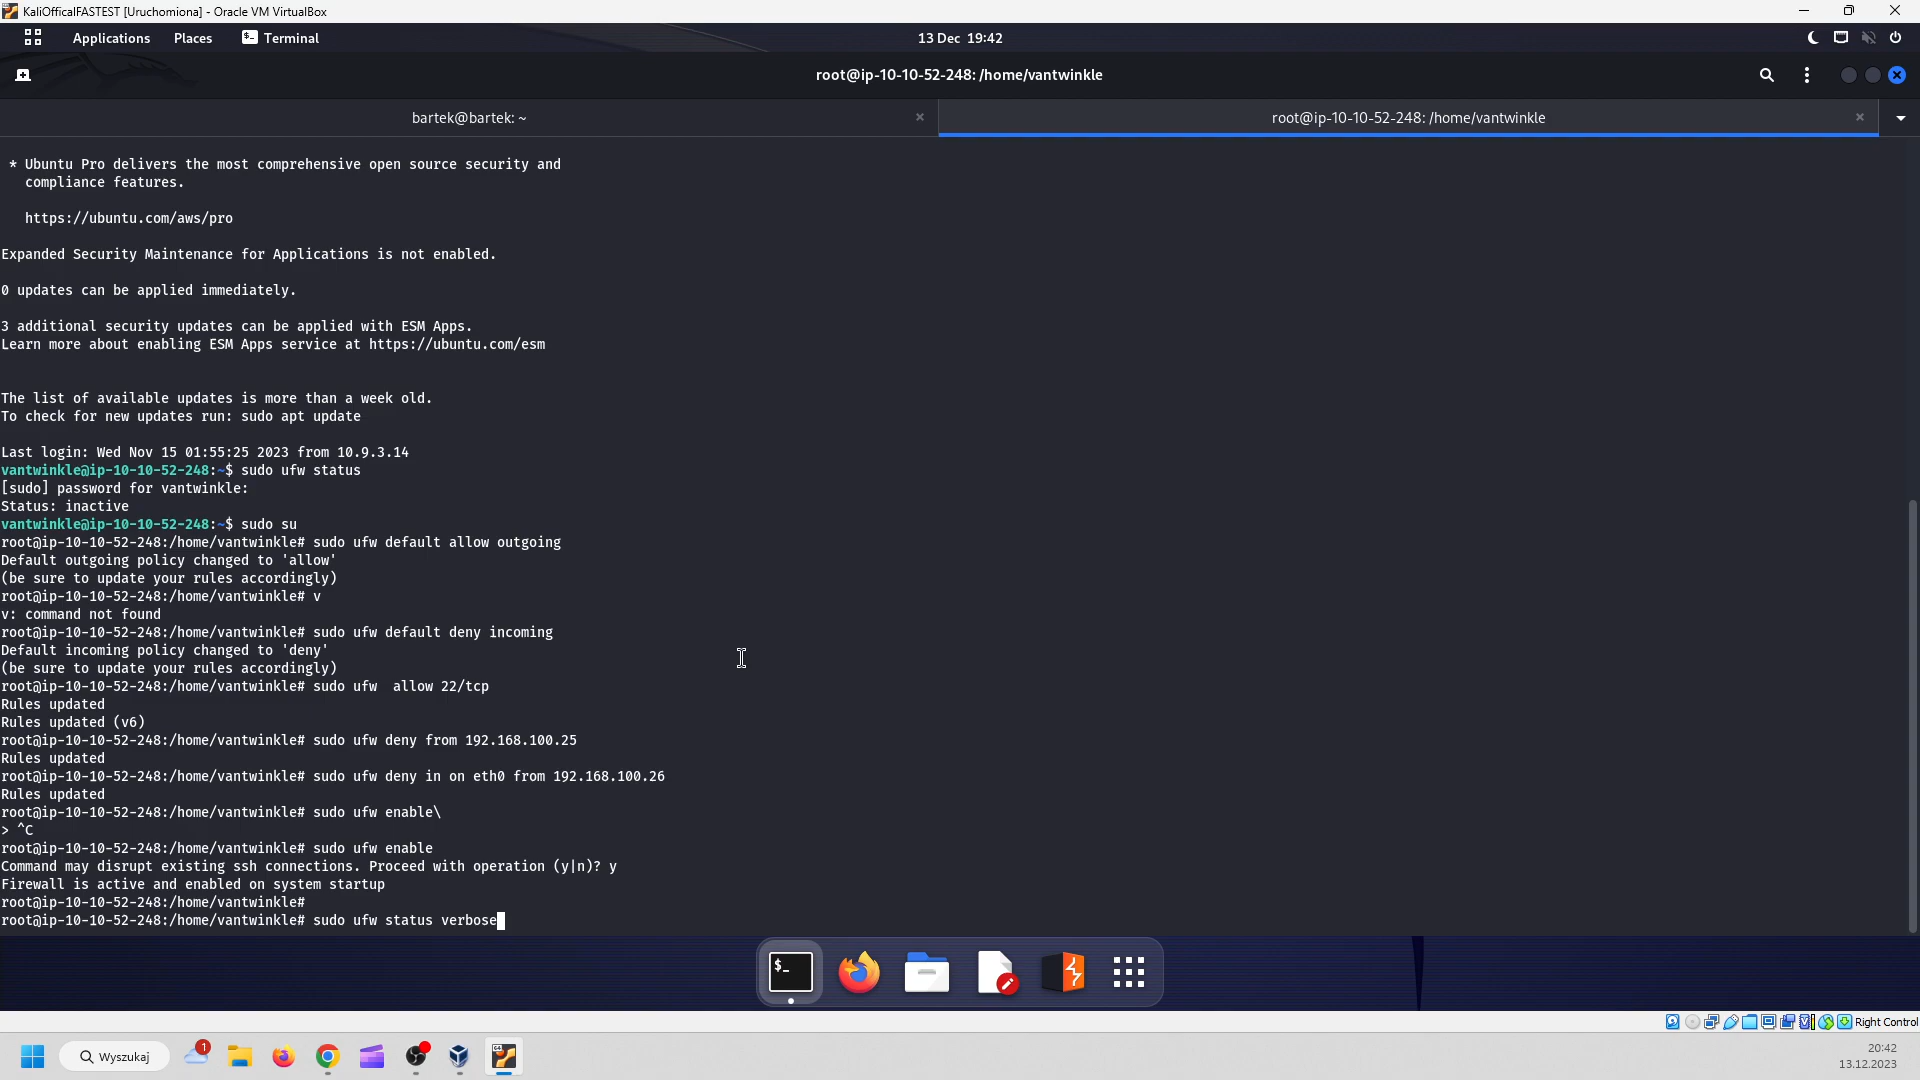 KaliOfficalFASTEST [Uruchomiona] - Oracle VM VirtualBox
Applications Places Terminal 13 Dec 19:42
root@ip-10-10-52-248: /home/vantwinkle
bartek@bartek: ~ root@ip-10-10-52-248: /home/vantwinkle
* Ubuntu Pro delivers the most comprehensive open source security and
compliance features.
https://ubuntu.com/aws/pro
Expanded Security Maintenance for Applications is not enabled.
0 updates can be applied immediately.
3 additional security updates can be applied with ESM Apps.
Learn more about enabling ESM Apps service at https://ubuntu.com/esm
The list of available updates is more than a week old.
To check for new updates run: sudo apt update
Last login: Wed Nov 15 01:55:25 2023 from 10.9.3.14
vantwinkle@ip-10-10-52-248:~$ sudo ufw status
[sudo] password for vantwinkle:
Status: inactive
vantwinkle@ip-10-10-52-248:~$ sudo su
root@ip-10-10-52-248:/home/vantwinkle# sudo ufw default allow outgoing
Default outgoing policy changed to 'allow'
(be sure to update your rules accordingly)
root@ip-10-10-52-248:/home/vantwinkle# v
v: command not found
root@ip-10-10-52-248:/home/vantwinkle# sudo ufw default deny incoming
Default incoming policy changed to 'deny'
(be sure to update your rules accordingly)
root@ip-10-10-52-248:/home/vantwinkle# sudo ufw  allow 22/tcp
Rules updated
Rules updated (v6)
root@ip-10-10-52-248:/home/vantwinkle# sudo ufw deny from 192.168.100.25
Rules updated
root@ip-10-10-52-248:/home/vantwinkle# sudo ufw deny in on eth0 from 192.168.100.26
Rules updated
root@ip-10-10-52-248:/home/vantwinkle# sudo ufw enable\
> ^C
root@ip-10-10-52-248:/home/vantwinkle# sudo ufw enable
Command may disrupt existing ssh connections. Proceed with operation (y|n)? y
Firewall is active and enabled on system startup
root@ip-10-10-52-248:/home/vantwinkle#
root@ip-10-10-52-248:/home/vantwinkle# sudo ufw status verbose
$_
Right Control
Wyszukaj
1
64
20:42
13.12.2023